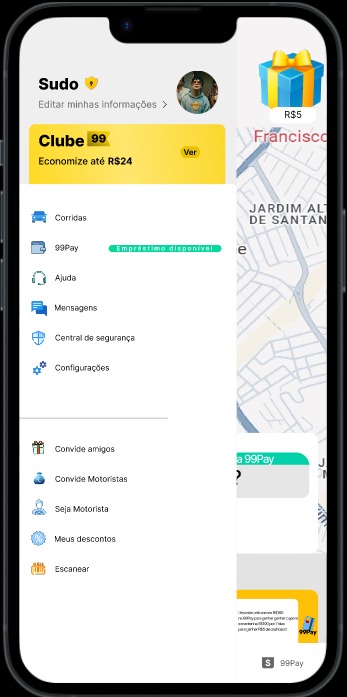 Sudo
Editar minhas informações
Clube 99
Economize até R$24
Ver
Corridas
99Pay
Empréstimo disponível
Ajuda
Mensagens
Central de segurança
Configurações
Convide amigos
Convide Motoristas
Seja Motorista
Meus descontos
Escanear
R$5
Francisco
JARDIM ALT
DE SANTAN
e
a 99Pay
?
J
99Pay
S
99Pay